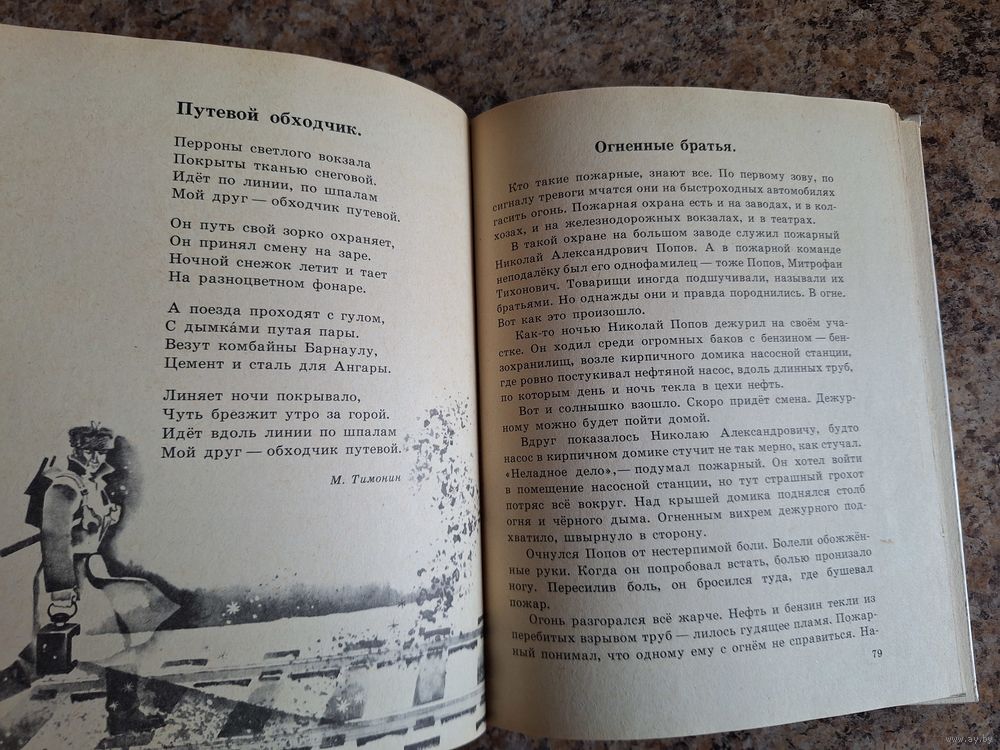 Путевой обходчик.
Перроны светлого вокзала
Покрыты тканью снеговой.
Идёт по линии, по шпалам
Мой друг — обходчик путевой.
Он путь свой зорко охраняет,
Он принял смену на заре.
Ночной снежок летит и тает
На разноцветном фонаре.
А поезда проходят с гулом,
С дымка́ми путая пары.
Везут комбайны Барнаулу,
Цемент и сталь для Ангары.
Линяет ночи покрывало,
Чуть брезжит утро за горой.
Идёт вдоль линии по шпалам
Мой друг — обходчик путевой.
М. Тимонин
Огненные братья.
Кто такие пожарные, знают все. По первому зову, по
сигналу тревоги мчатся они на быстроходных автомобилях
гасить огонь. Пожарная охрана есть и на заводах, и в кол-
хозах, и на железнодорожных вокзалах, и в театрах.
В такой охране на большом заводе служил пожарный
Николай Александрович Попов. А в пожарной команде
неподалёку был его однофамилец — тоже Попов, Митрофан
Тихонович. Товарищи иногда подшучивали, называли их
братьями. Но однажды они и правда породнились. В огне.
Вот как это произошло.
Как-то ночью Николай Попов дежурил на своём уча-
стке. Он ходил среди огромных баков с бензином — бен-
зохранилищ, возле кирпичного домика насосной станции,
где ровно постукивал нефтяной насос, вдоль длинных труб,
по которым день и ночь текла в цехи нефть.
Вот и солнышко взошло. Скоро придёт смена. Дежур-
ному можно будет пойти домой.
Вдруг показалось Николаю Александровичу, будто
насос в кирпичном домике стучит не так мерно, как стучал.
«Неладное дело»,— подумал пожарный. Он хотел войти
в помещение насосной станции, но тут страшный грохот
потряс всё вокруг. Над крышей домика поднялся столб
огня и чёрного дыма. Огненным вихрем дежурного под-
хватило, швырнуло в сторону.
Очнулся Попов от нестерпимой боли. Болели обожжён-
ные руки. Когда он попробовал встать, болью пронизало
ногу. Пересилив боль, он бросился туда, где бушевал
пожар.
Огонь разгорался всё жарче. Нефть и бензин текли из
перебитых взрывом труб — лилось гудящее пламя. Пожар-
ный понимал, что одному ему с огнём не справиться. На-
79
www.ay.by